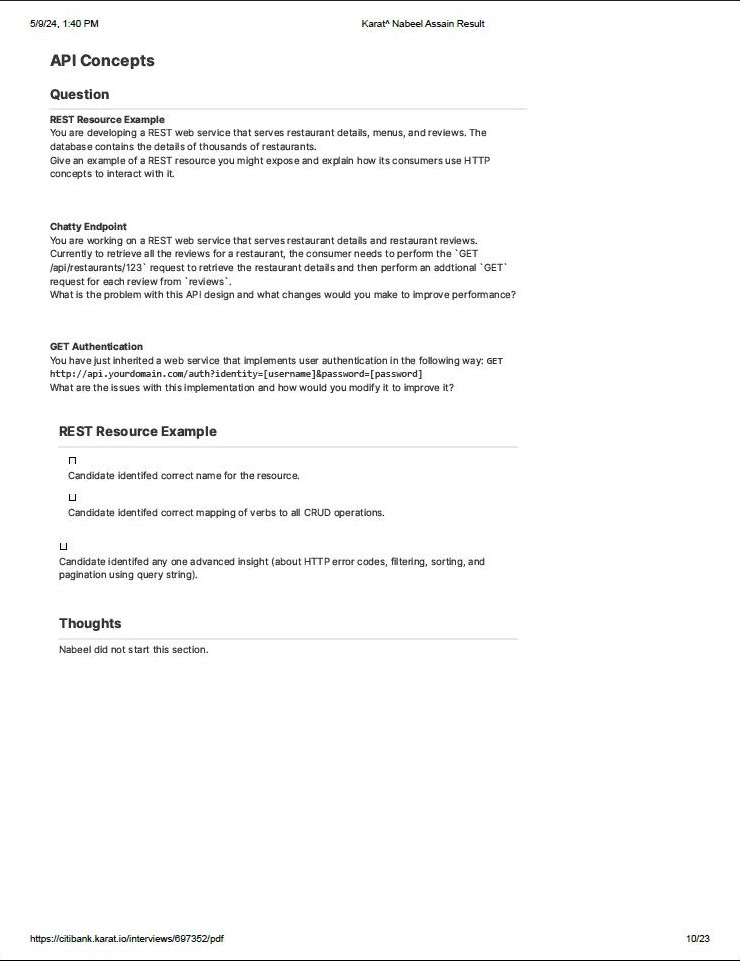 5/9/24, 1:40 PM
Karat^ Nabeel Assain Result
API Concepts
Question
REST Resource Example
You are developing a REST web service that serves restaurant details, menus, and reviews. The
database contains the details of thousands of restaurants.
Give an example of a REST resource you might expose and explain how its consumers use HTTP
concepts to interact with it.
Chatty Endpoint
You are working on a REST web service that serves restaurant details and restaurant reviews.
Currently to retrieve all the reviews for a restaurant, the consumer needs to perform the `GET
/api/restaurants/123` request to retrieve the restaurant details and then perform an addtional `GET`
request for each review from `reviews`.
What is the problem with this API design and what changes would you make to improve performance?
GET Authentication
You have just inherited a web service that implements user authentication in the following way: GET
http://api.yourdomain.com/auth?identity=[username]&password=[password]
What are the issues with this implementation and how would you modify it to improve it?
REST Resource Example
Candidate identifed correct name for the resource.
Candidate identifed correct mapping of verbs to all CRUD operations.
Candidate identifed any one advanced insight (about HTTP error codes, filtering, sorting, and
pagination using query string).
Thoughts
Nabeel did not start this section.
https://citibank.karat.io/interviews/697352/pdf
10/23